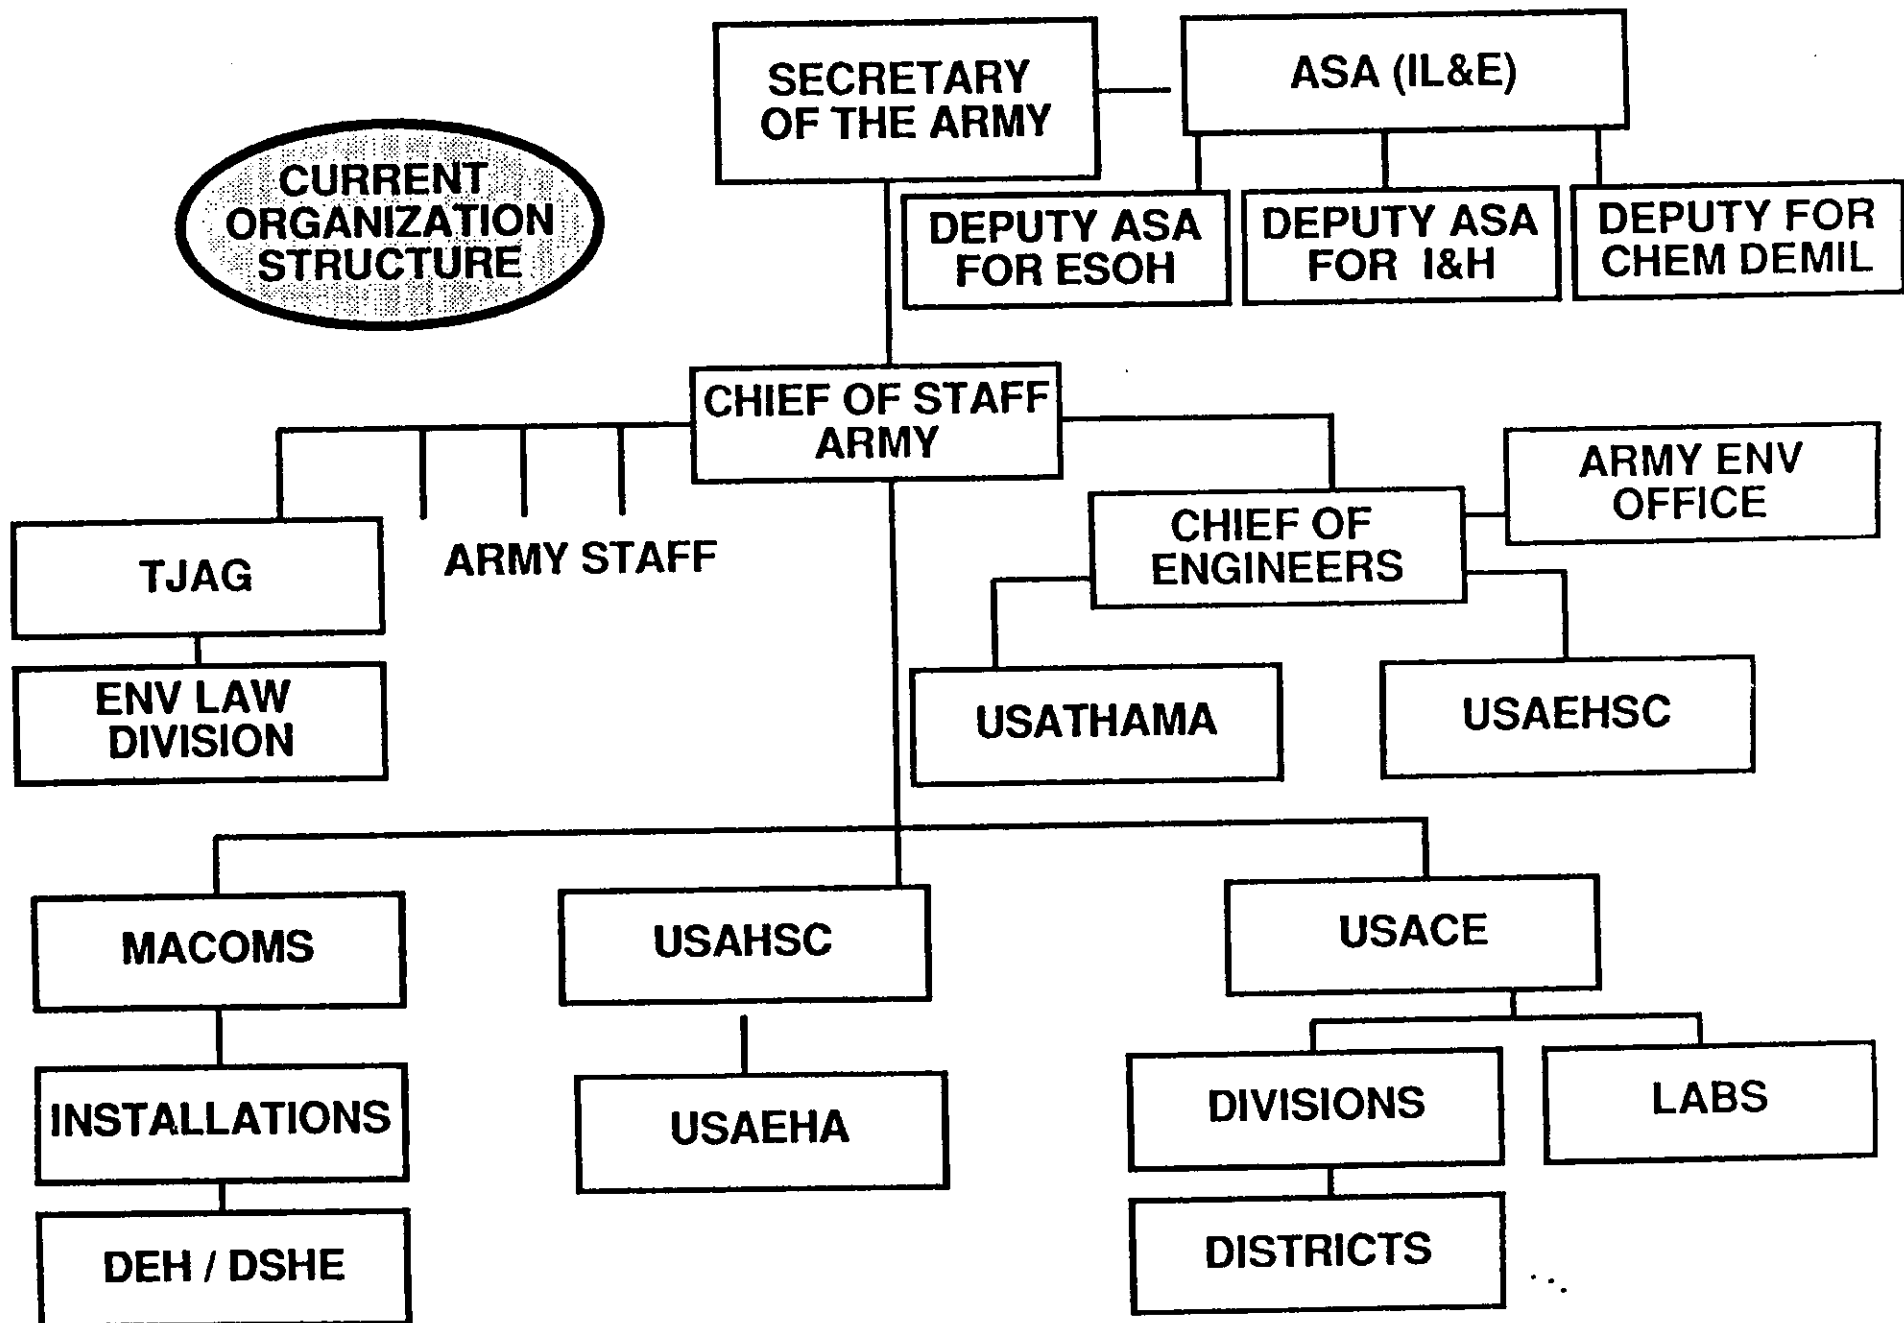 SECRETARY
OF THE ARMY
ASA (IL&E)
CURRENT
ORGANIZATION
STRUCTURE
DEPUTY ASA
FOR ESOH
DEPUTY ASA
FOR I&H
DEPUTY FOR
CHEM DEMIL
CHIEF OF STAFF
ARMY
ARMY ENV
OFFICE
CHIEF OF
ENGINEERS
TJAG
ARMY STAFF
ENV LAW
DIVISION
USATHAMA
USAEHSC
MACOMS
USAHSC
USACE
INSTALLATIONS
USAEHA
DIVISIONS
LABS
DEH / DSHE
DISTRICTS